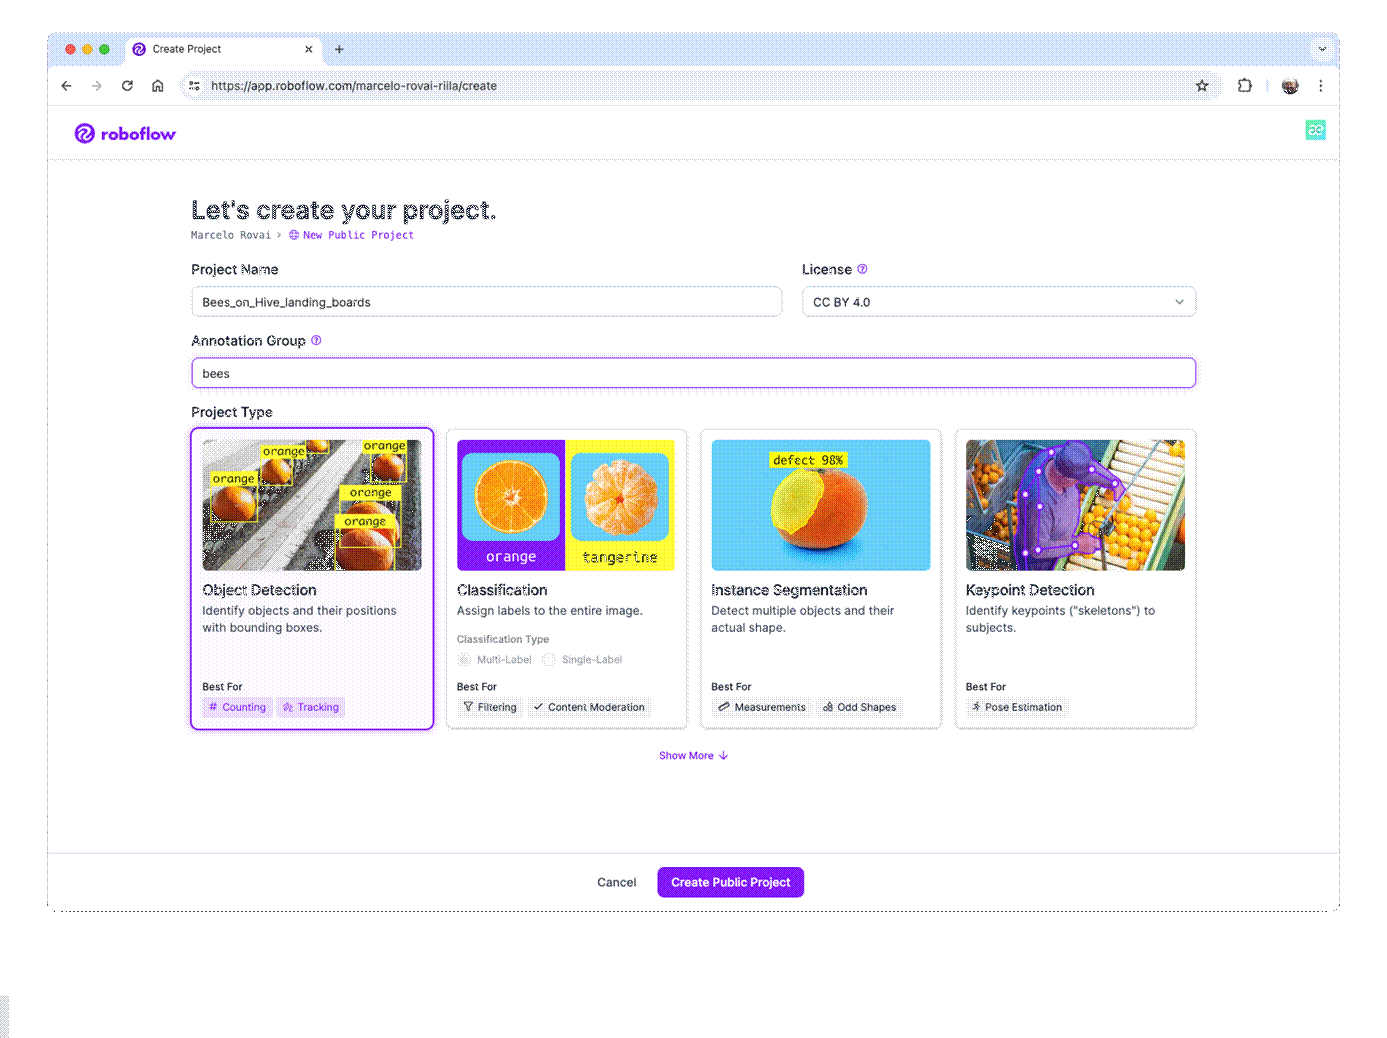 Create Project
https://app.roboflow.com/marcelo-rovai-riila/create
roboflow
Let's create your project.
Marcelo Rovai > New Public Project
Project Name
License
Bees_on_Hive_landing_boards
CC BY 4.0
Annotation Group
bees
Project Type
orange
orange
orange
orange
orange
orange
tangerine
defect 98%
Object Detection
Identify objects and their positions
with bounding boxes.
Best For
# Counting
Tracking
Classification
Assign labels to the entire image.
Classification Type
Multi-Label
Single-Label
Best For
Filtering
Content Moderation
Instance Segmentation
Detect multiple objects and their
actual shape.
Best For
Measurements
Odd Shapes
Keypoint Detection
Identify keypoints ("skeletons") to
subjects.
Best For
Pose Estimation
Show More
Cancel
Create Public Project